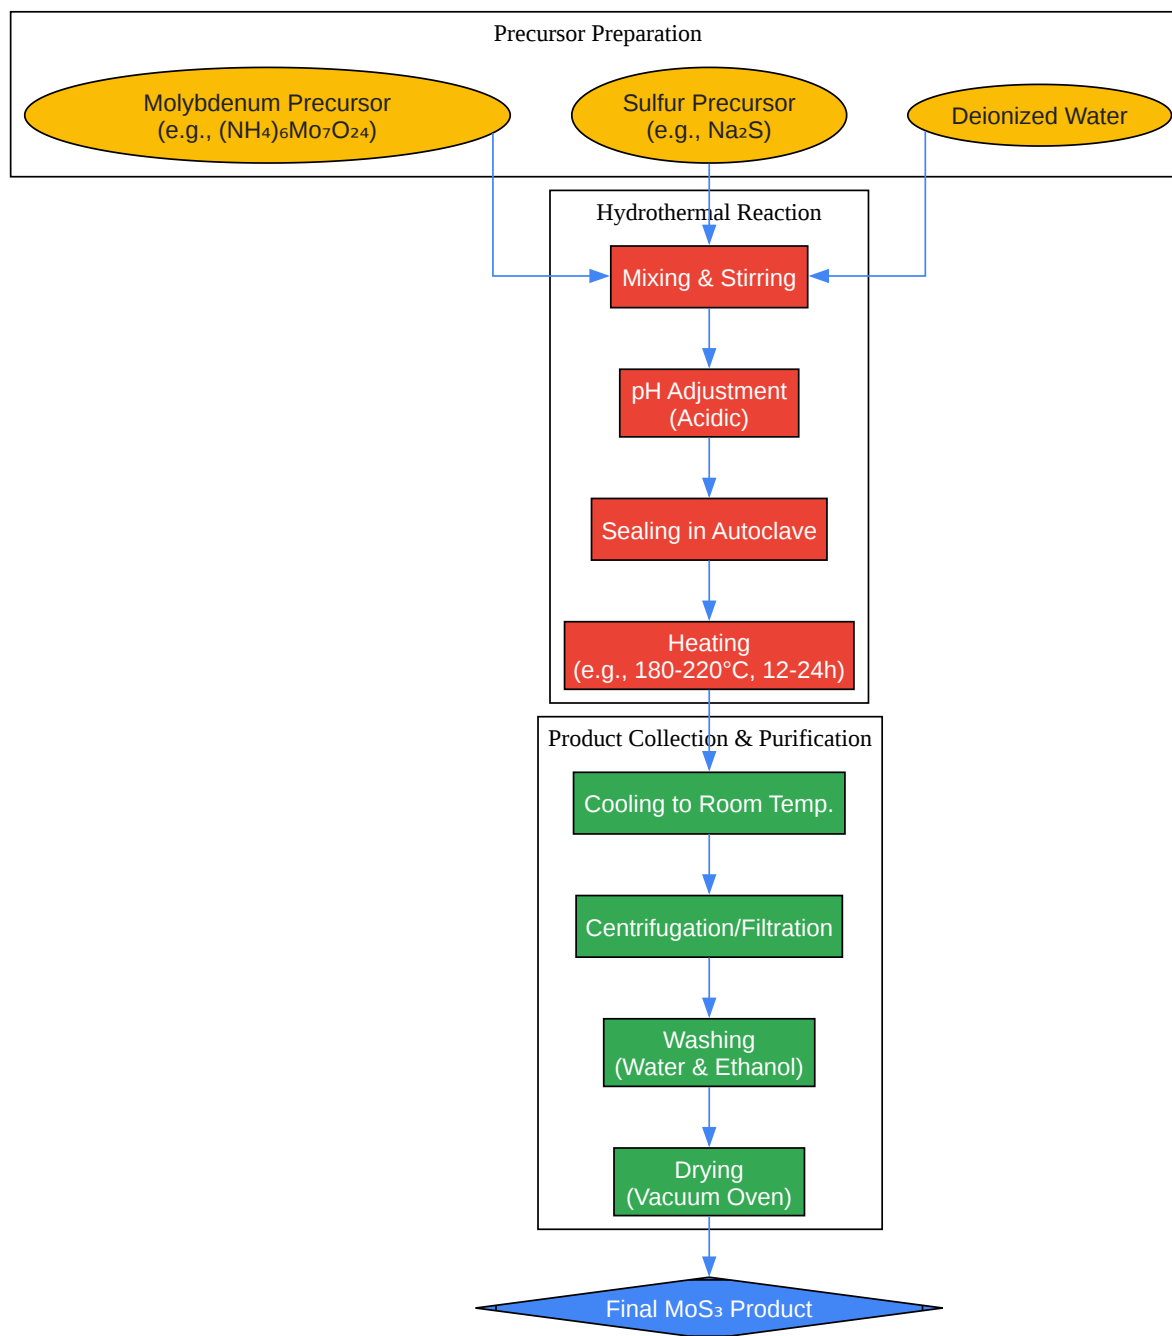 Precursor Preparation
Molybdenum Precursor
(e.g., (NH₄)₆Mo₇O₂₄)
Sulfur Precursor
(e.g., Na₂S)
Deionized Water
Hydrothermal Reaction
Mixing & Stirring
pH Adjustment
(Acidic)
Sealing in Autoclave
Heating
(e.g., 180-220°C, 12-24h)
Product Collection & Purification
Cooling to Room Temp.
Centrifugation/Filtration
Washing
(Water & Ethanol)
Drying
(Vacuum Oven)
Final MoS₃ Product